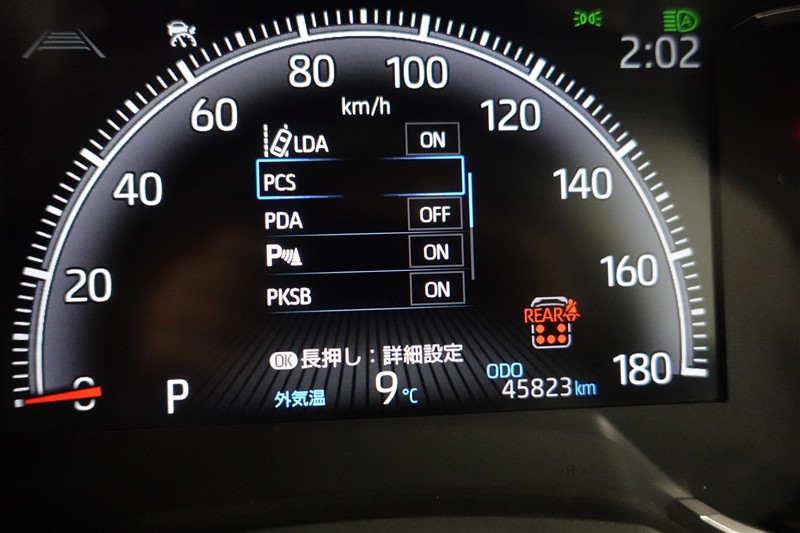 2:02
80 100
60 120
km/h
LDA ON
PCS
40 140
PDA OFF
P ON
20 160
PKSB ON
REAR
OK 長押し：詳細設定
0 180
P 外気温 9℃
ODO
45823km